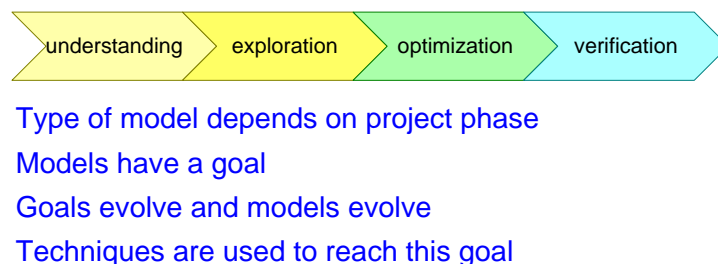 understanding exploration optimization verification
Type of model depends on project phase
Models have a goal
Goals evolve and models evolve
Techniques are used to reach this goal